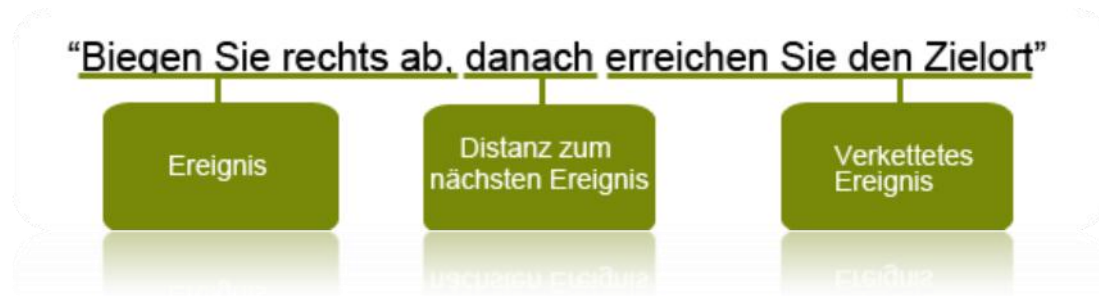 “Biegen Sie rechts ab, danach erreichen Sie den Zielort”
Ereignis
Distanz zum
nächsten Ereignis
Verkettetes
Ereignis